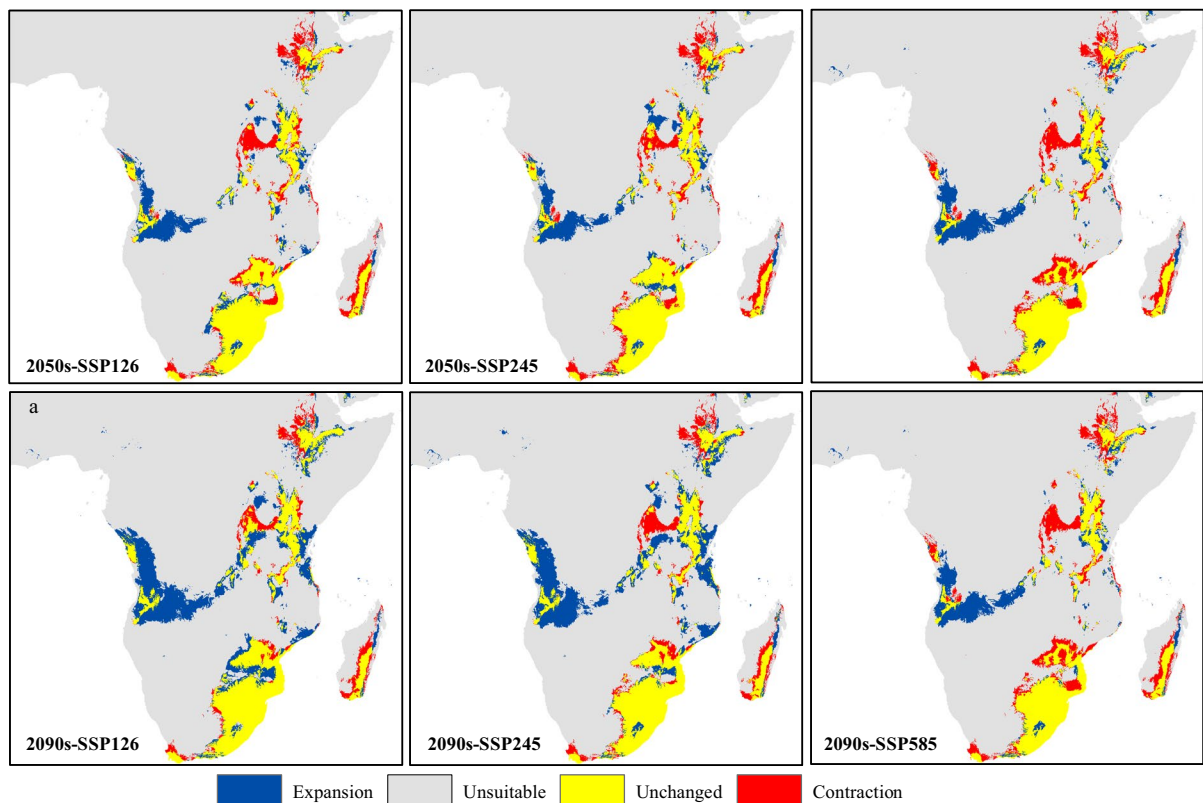 2050s-SSP126
2050s-SSP245
a
2090s-SSP126
2090s-SSP245
2090s-SSP585
Expansion
Unsuitable
Unchanged
Contraction